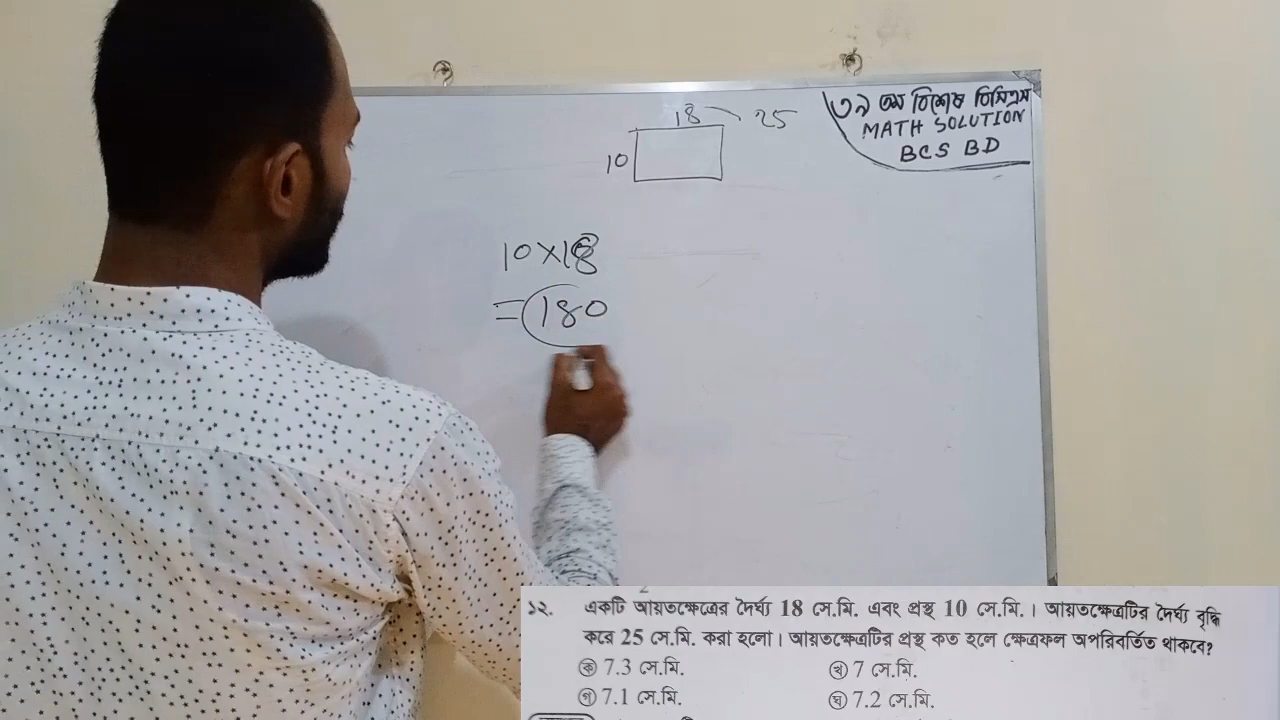 ৩৯ তম বিশেষ বিসিএস
MATH SOLUTION
BCS BD
18 25
10
10×18
=180
১২. একটি আয়তক্ষেত্রের দৈর্ঘ্য 18 সে.মি. এবং প্রস্থ 10 সে.মি.। আয়তক্ষেত্রটির দৈর্ঘ্য বৃদ্ধি
করে 25 সে.মি. করা হলো। আয়তক্ষেত্রটির প্রস্থ কত হলে ক্ষেত্রফল অপরিবর্তিত থাকবে?
ক 7.3 সে.মি. খ 7 সে.মি.
গ 7.1 সে.মি. ঘ 7.2 সে.মি.